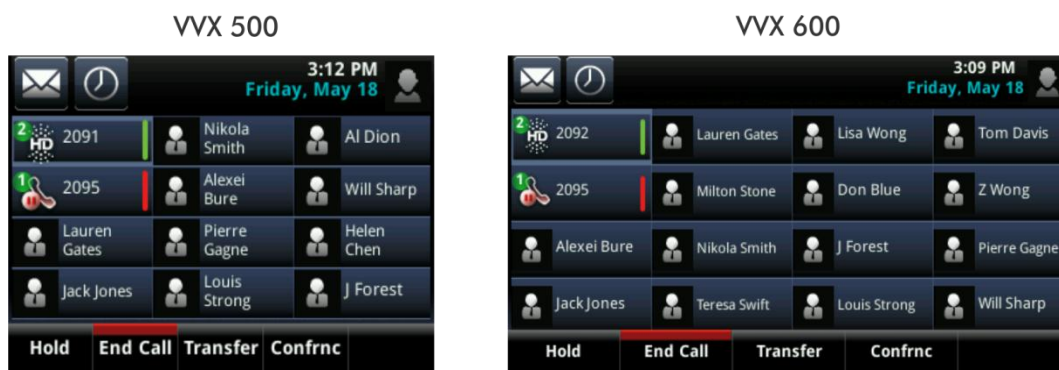 VVX 500
3:12 PM
Friday, May 18
2
HD
2091
Nikola
Smith
Al Dion
1
2095
Alexei
Bure
Will Sharp
Lauren
Gates
Pierre
Gagne
Helen
Chen
Jack Jones
Louis
Strong
J Forest
Hold
End Call
Transfer
Confrnc
VVX 600
3:09 PM
Friday, May 18
2
HD
2092
Lauren Gates
Lisa Wong
Tom Davis
1
2095
Milton Stone
Don Blue
Z Wong
Alexei Bure
Nikola Smith
J Forest
Pierre Gagne
Jack Jones
Teresa Swift
Louis Strong
Will Sharp
Hold
End Call
Transfer
Confrnc